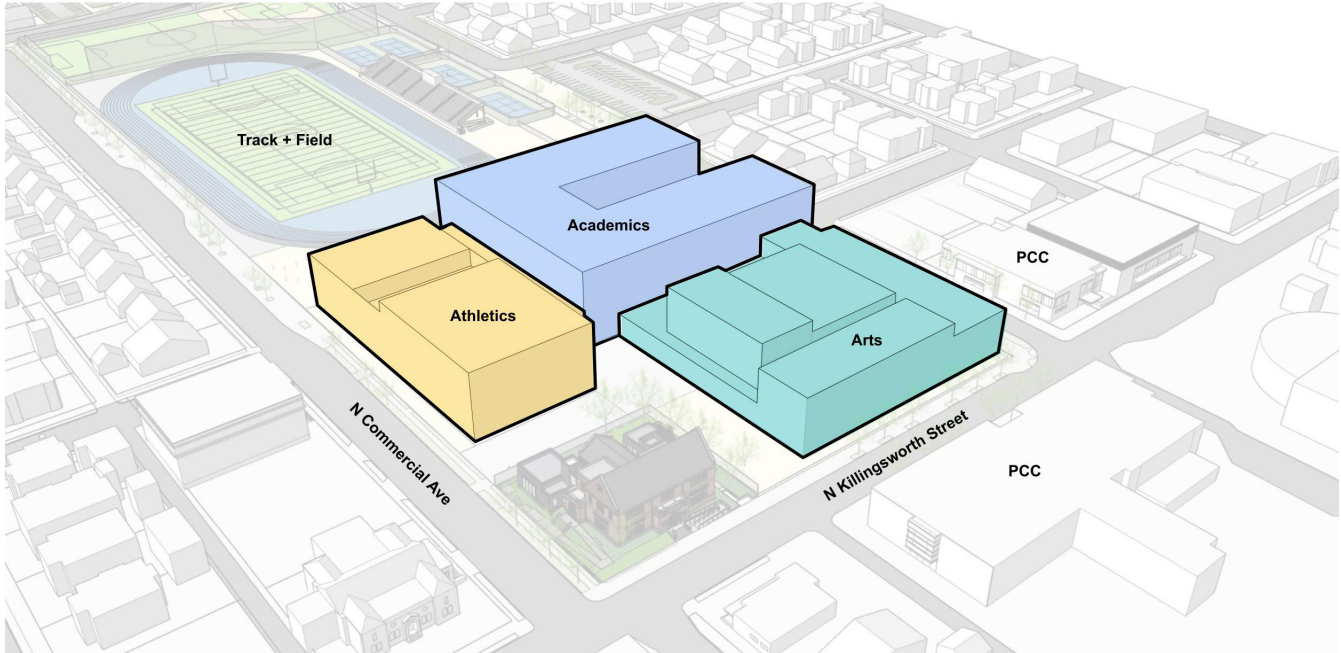 Track + Field
Academics
PCC
Athletics
Arts
N Commercial Ave
N Killingsworth Street
PCC